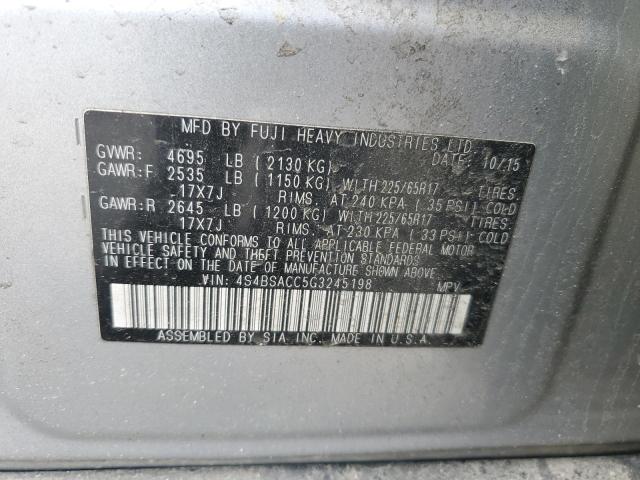 MFD BY FUJI HEAVY INDUSTRIES LTD.
GVWR: 4695 LB (2130 KG) DATE: 10/15
GAWR:F 2535 LB (1150 KG) WITH 225/65R17 TIRES.
17X7J RIMS. AT 240 KPA (35 PSI) COLD
GAWR:R 2645 LB (1200 KG) WITH 225/65R17 TIRES.
17X7J RIMS. AT 230 KPA (33 PSI) COLD
THIS VEHICLE CONFORMS TO ALL APPLICABLE FEDERAL MOTOR
VEHICLE SAFETY AND THEFT PREVENTION STANDARDS
IN EFFECT ON THE DATE OF MANUFACTURE SHOWN ABOVE.
VIN: 4S4BSACC5G3245198 MPV
ASSEMBLED BY SIA INC. MADE IN U.S.A.